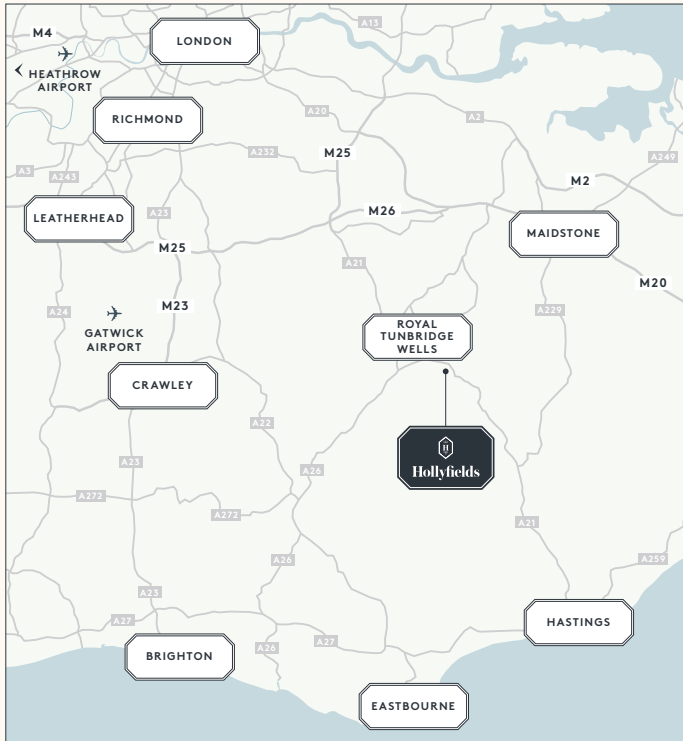 A13
M4
LONDON
HEATHROW
AIRPORT
A20
RICHMOND
A2
A232
M25
A249
A3
A243
M2
A23
M26
LEATHERHEAD
MAIDSTONE
M25
A21
M20
M23
A24
A229
GATWICK
AIRPORT
ROYAL
TUNBRIDGE
WELLS
CRAWLEY
A22
H
Hollyfields
A23
A26
A272
A272
A21
A26
A259
A23
A27
HASTINGS
A27
A26
BRIGHTON
EASTBOURNE